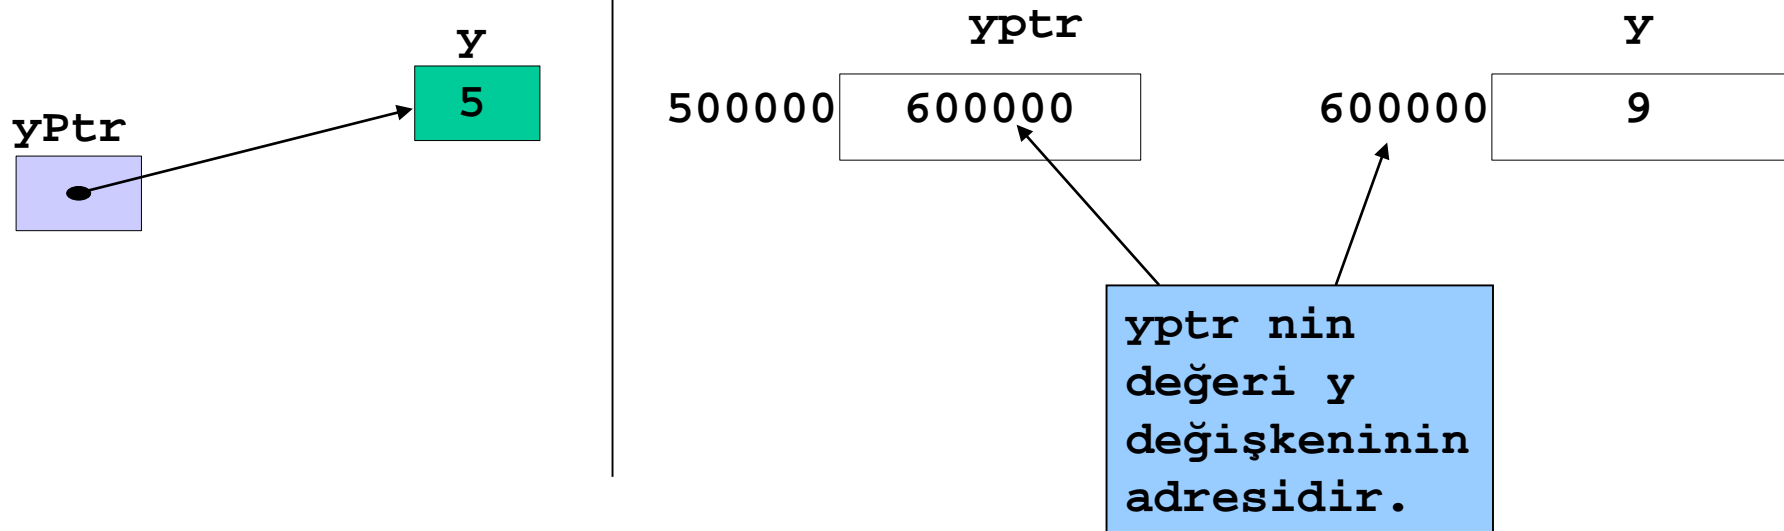 y
5
yPtr
yptr
y
500000 600000
600000 9
yptr nin
değeri y
değişkeninin
adresidir.